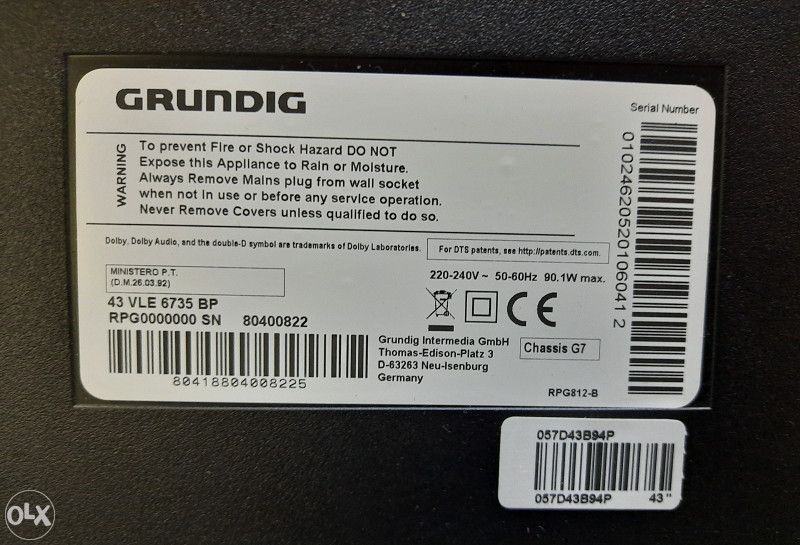 GRUNDIG
Serial Number
WARNING
To prevent Fire or Shock Hazard DO NOT
Expose this Appliance to Rain or Moisture.
Always Remove Mains plug from wall socket
when not in use or before any service operation.
Never Remove Covers unless qualified to do so.
01024620520106041 2
Dolby, Dolby Audio, and the double-D symbol are trademarks of Dolby Laboratories.
For DTS patents, see http://patents.dts.com.
MINISTERO P.T.
(D.M.26.03.92)
220-240V ~ 50-60Hz 90.1W max.
43 VLE 6735 BP
RPG0000000 SN 80400822
CE
80418804008225
Grundig Intermedia GmbH
Thomas-Edison-Platz 3
D-63263 Neu-Isenburg
Germany
Chassis G7
RPG812-B
057D43B94P
057D43B94P 43"
OLX